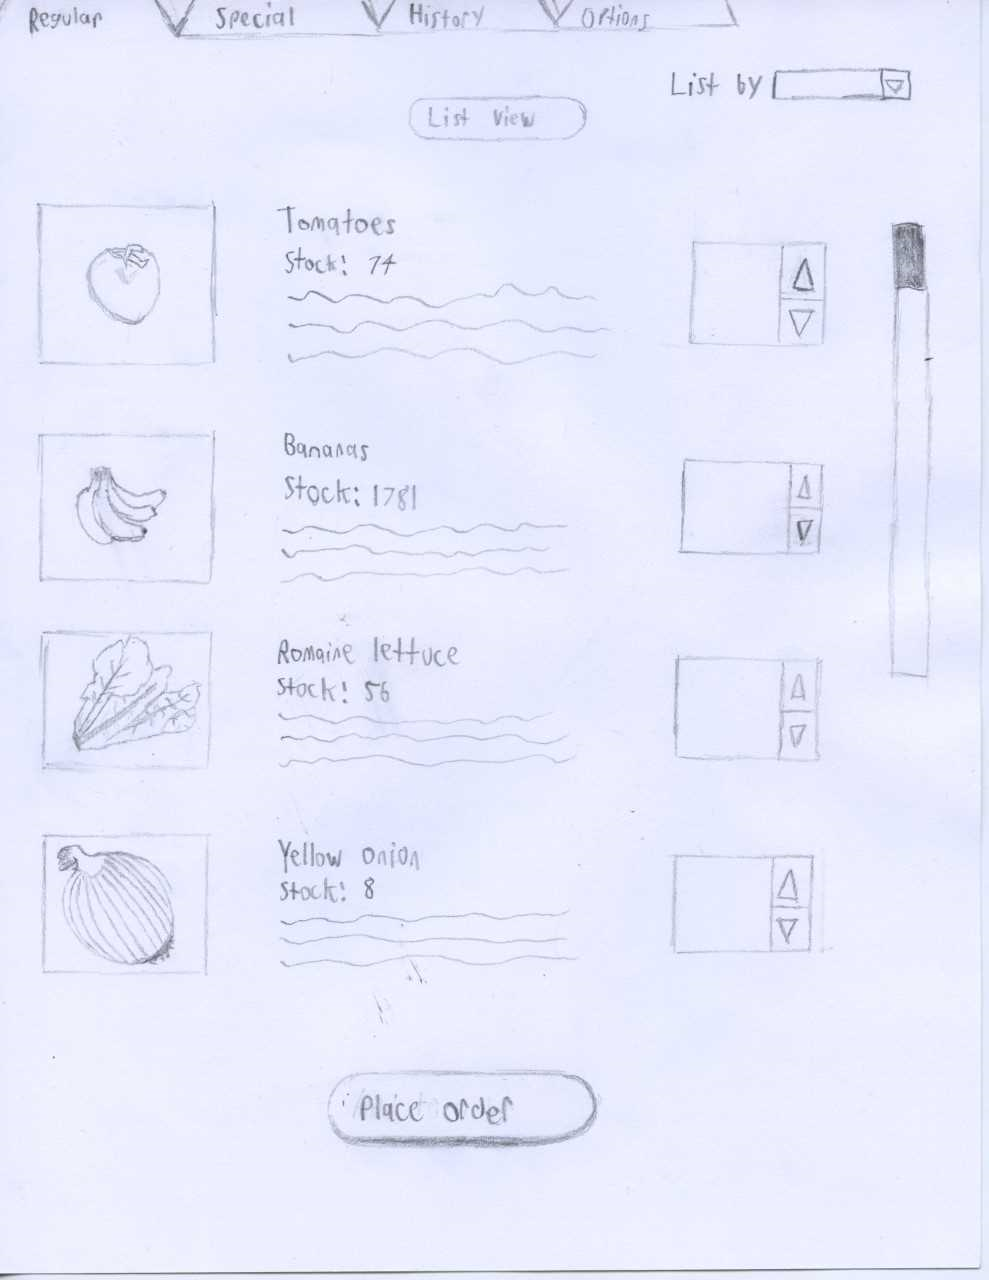 Regular Special History Options
List by
List View
Tomatoes
Stock: 74
Bananas
Stock: 1781
Romaine lettuce
Stock: 56
Yellow onion
Stock: 8
Place order